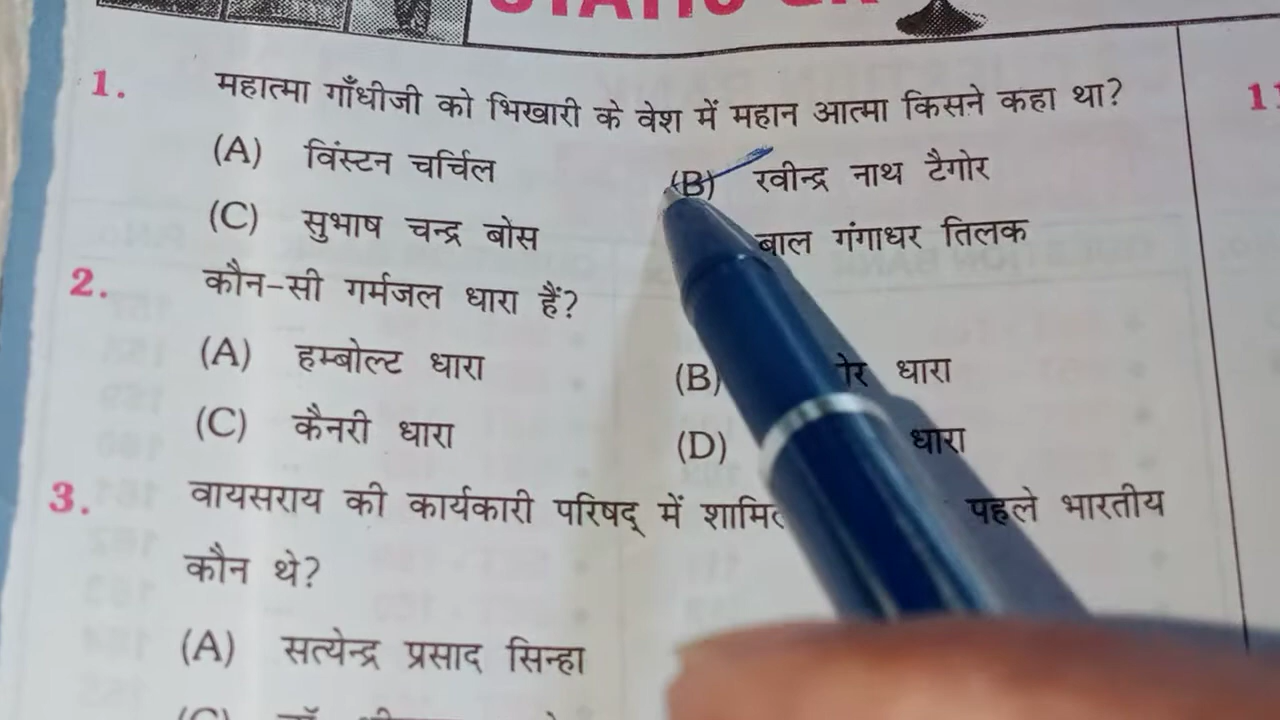 1. महात्मा गाँधीजी को भिखारी के वेश में महान आत्मा किसने कहा था?
(A) विंस्टन चर्चिल (B) रवीन्द्र नाथ टैगोर
(C) सुभाष चन्द्र बोस बाल गंगाधर तिलक
2. कौन-सी गर्मजल धारा हैं?
(A) हम्बोल्ट धारा (B) धारा
(C) कैनरी धारा (D) धारा
3. वायसराय की कार्यकारी परिषद् में पहले भारतीय
कौन थे?
(A) सत्येन्द्र प्रसाद सिन्हा